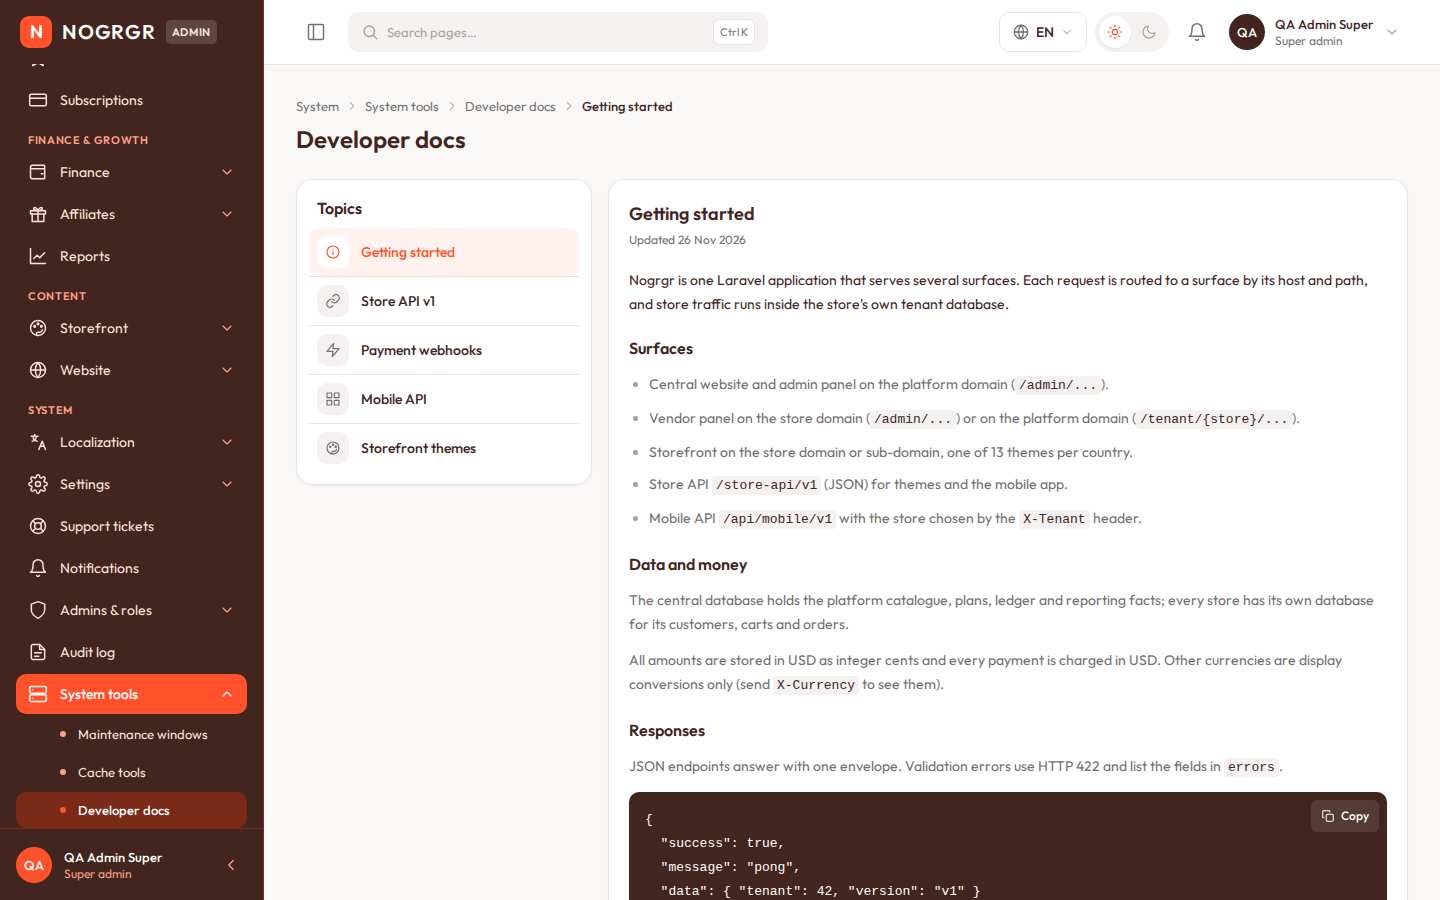 N NOGRGR ADMIN
Subscriptions
FINANCE & GROWTH
Finance
Affiliates
Reports
CONTENT
Storefront
Website
SYSTEM
Localization
Settings
Support tickets
Notifications
Admins & roles
Audit log
System tools
Maintenance windows
Cache tools
Developer docs
QA QA Admin Super
Super admin
Search pages... Ctrl K
EN
QA QA Admin Super
Super admin
System > System tools > Developer docs > Getting started
Developer docs
Topics
Getting started
Store API v1
Payment webhooks
Mobile API
Storefront themes
Getting started
Updated 26 Nov 2026
Nogrgr is one Laravel application that serves several surfaces. Each request is routed to a surface by its host and path,
and store traffic runs inside the store's own tenant database.
Surfaces
Central website and admin panel on the platform domain ( /admin/... ).
Vendor panel on the store domain ( /admin/... ) or on the platform domain ( /tenant/{store}/... ).
Storefront on the store domain or sub-domain, one of 13 themes per country.
Store API /store-api/v1 (JSON) for themes and the mobile app.
Mobile API /api/mobile/v1 with the store chosen by the X-Tenant header.
Data and money
The central database holds the platform catalogue, plans, ledger and reporting facts; every store has its own database
for its customers, carts and orders.
All amounts are stored in USD as integer cents and every payment is charged in USD. Other currencies are display
conversions only (send X-Currency to see them).
Responses
JSON endpoints answer with one envelope. Validation errors use HTTP 422 and list the fields in errors .
Copy
{
"success": true,
"message": "pong",
"data": { "tenant": 42, "version": "v1" }